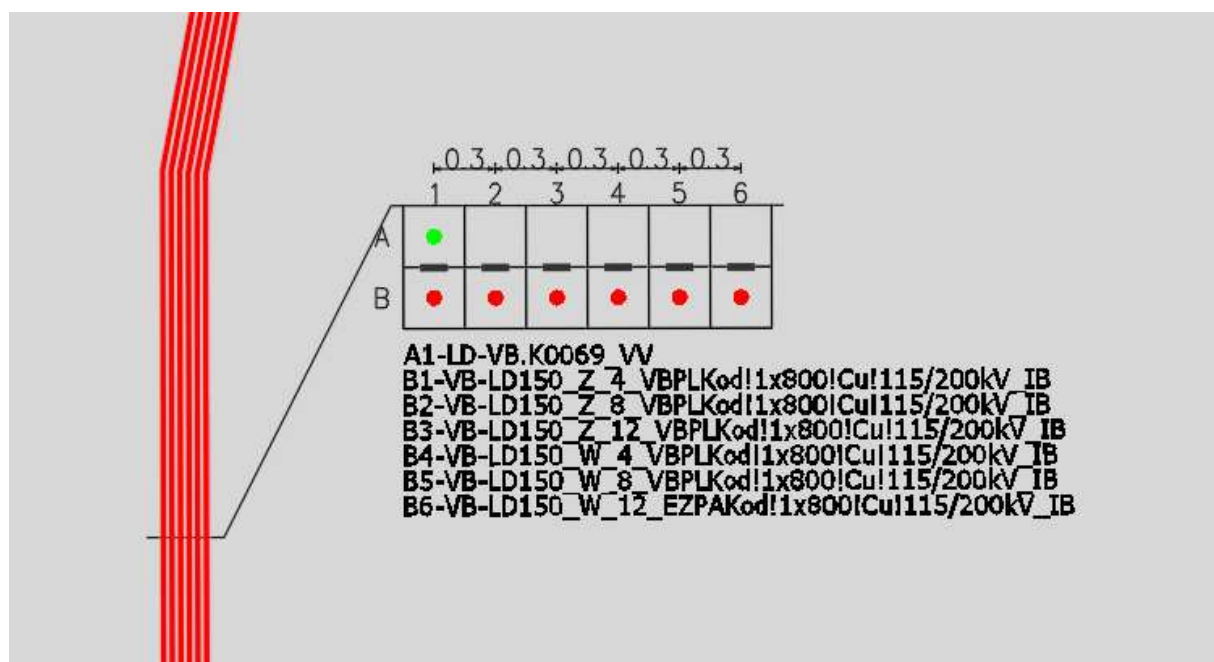 0.3 0.3 0.3 0.3 0.3
1 2 3 4 5 6
A
B
A1-LD-VB.K0069_VV
B1-VB-LD150_Z_4_VBPLKod!1x800!Cu!115/200kV_IB
B2-VB-LD150_Z_8_VBPLKod!1x800!Cu!115/200kV_IB
B3-VB-LD150_Z_12_VBPLKod!1x800!Cu!115/200kV_IB
B4-VB-LD150_W_4_VBPLKod!1x800!Cu!115/200kV_IB
B5-VB-LD150_W_8_VBPLKod!1x800!Cu!115/200kV_IB
B6-VB-LD150_W_12_EZPAKod!1x800!Cu!115/200kV_IB